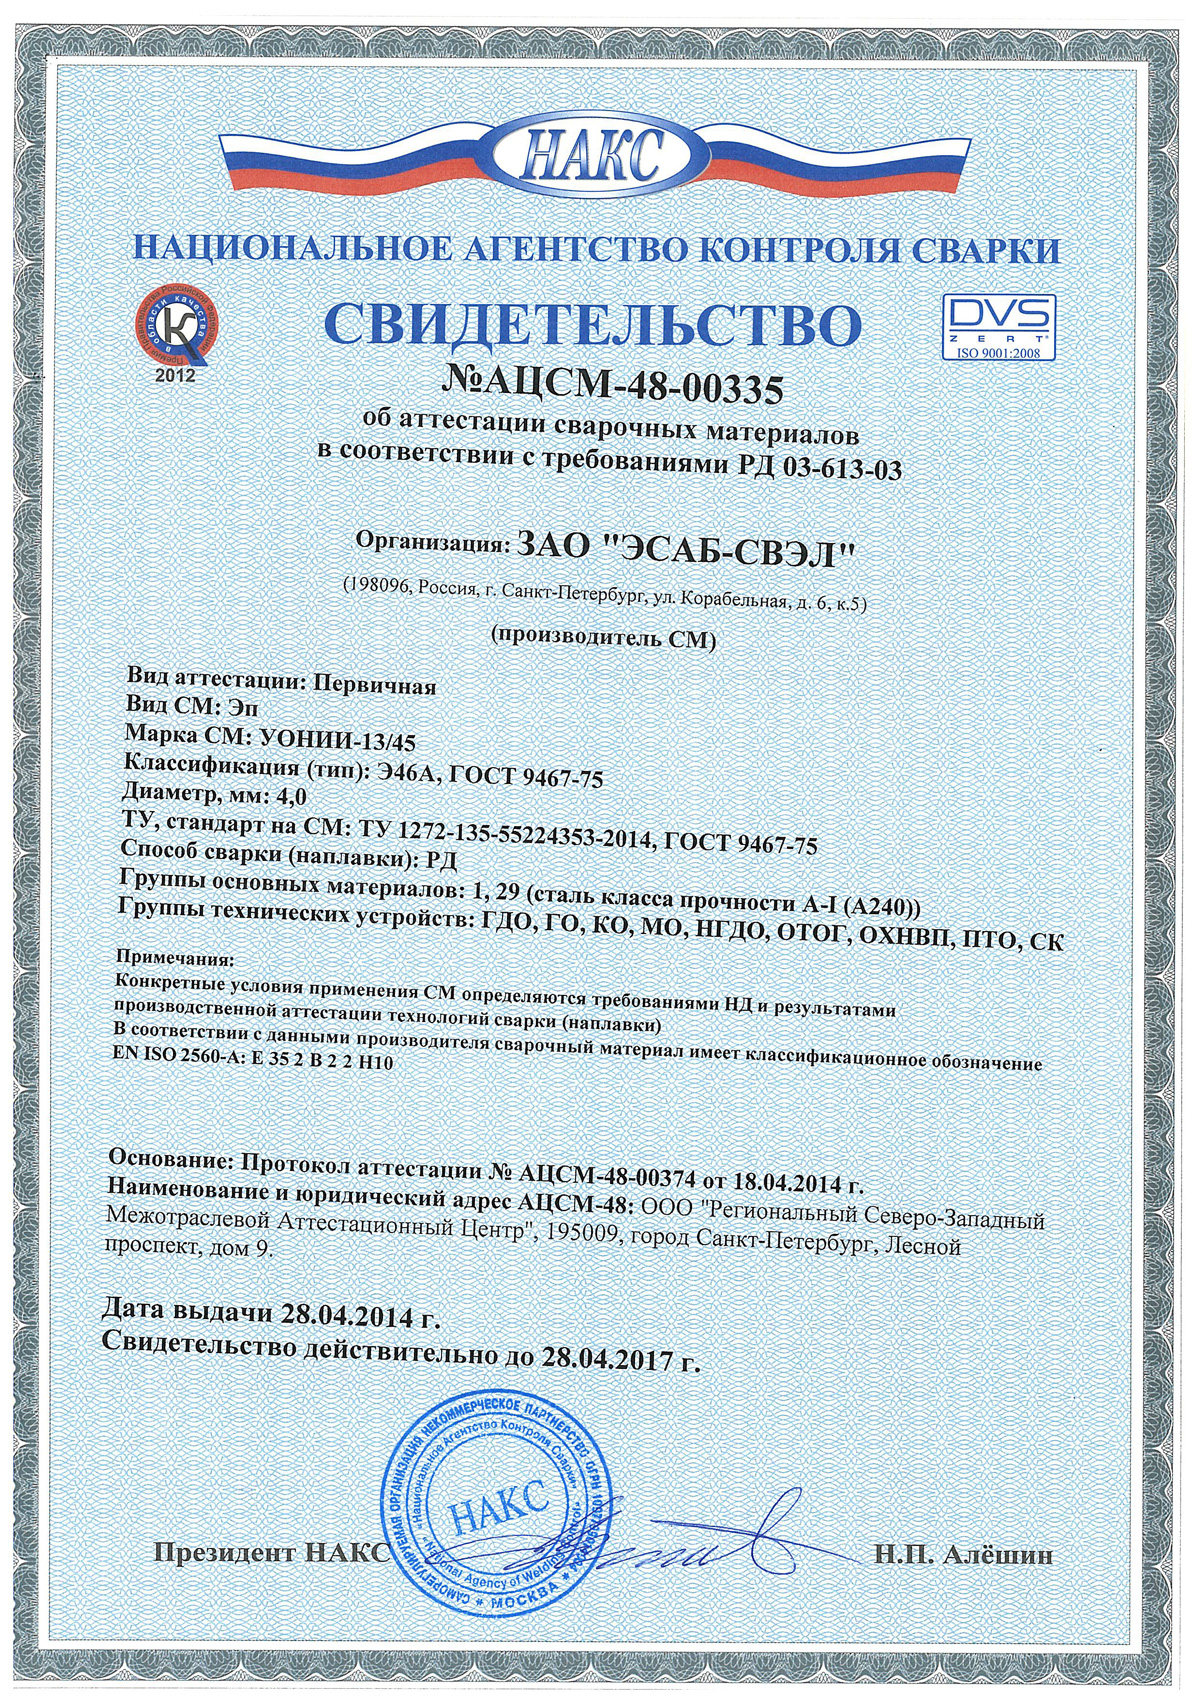 НАКС
НАЦИОНАЛЬНОЕ АГЕНТСТВО КОНТРОЛЯ СВАРКИ
Премия Правительства Российской Федерации
в области качества
К
2012
СВИДЕТЕЛЬСТВО
DVS
ZERT®
ISO 9001:2008
№АЦСМ-48-00335
об аттестации сварочных материалов
в соответствии с требованиями РД 03-613-03
Организация: ЗАО "ЭСАБ-СВЭЛ"
(198096, Россия, г. Санкт-Петербург, ул. Корабельная, д. 6, к.5)
(производитель СМ)
Вид аттестации: Первичная
Вид СМ: Эп
Марка СМ: УОНИИ-13/45
Классификация (тип): Э46А, ГОСТ 9467-75
Диаметр, мм: 4,0
ТУ, стандарт на СМ: ТУ 1272-135-55224353-2014, ГОСТ 9467-75
Способ сварки (наплавки): РД
Группы основных материалов: 1, 29 (сталь класса прочности А-I (А240))
Группы технических устройств: ГДО, ГО, КО, МО, НГДО, ОТОГ, ОХНВП, ПТО, СК
Примечания:
Конкретные условия применения СМ определяются требованиями НД и результатами
производственной аттестации технологий сварки (наплавки)
В соответствии с данными производителя сварочный материал имеет классификационное обозначение
EN ISO 2560-A: E 35 2 B 2 2 H10
Основание: Протокол аттестации № АЦСМ-48-00374 от 18.04.2014 г.
Наименование и юридический адрес АЦСМ-48: ООО "Региональный Северо-Западный
Межотраслевой Аттестационный Центр", 195009, город Санкт-Петербург, Лесной
проспект, дом 9.
Дата выдачи 28.04.2014 г.
Свидетельство действительно до 28.04.2017 г.
САМОРЕГУЛИРУЕМАЯ ОРГАНИЗАЦИЯ НЕКОММЕРЧЕСКОЕ ПАРТНЕРСТВО ОГРН
«Национальное Агентство Контроля Сварки»
НАКС
«National Agency of Welding Control»
* МОСКВА *
Президент НАКС
Н.П. Алёшин